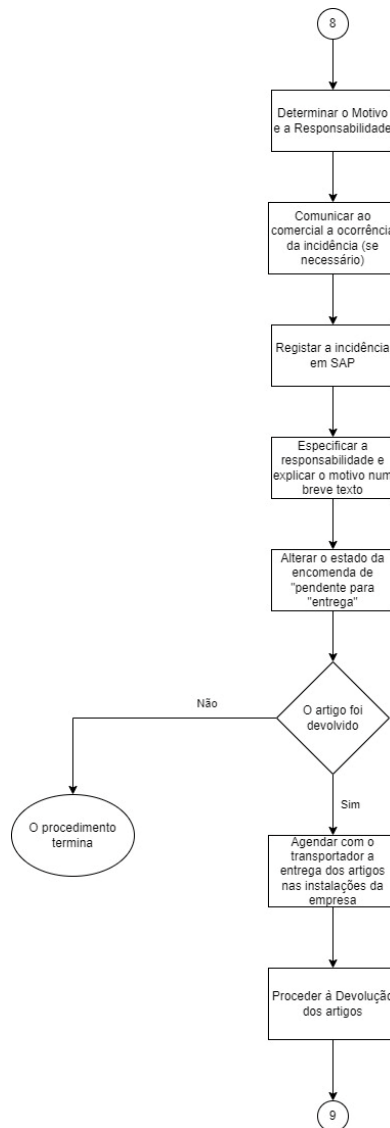 8
Determinar o Motivo
e a Responsabilidade
Comunicar ao
comercial a ocorrência
da incidência (se
necessário)
Registar a incidência
em SAP
Especificar a
responsabilidade e
explicar o motivo num
breve texto
Alterar o estado da
encomenda de
"pendente para
"entrega"
O artigo foi
devolvido
Não
Sim
O procedimento
termina
Agendar com o
transportador a
entrega dos artigos
nas instalações da
empresa
Proceder à Devolução
dos artigos
9